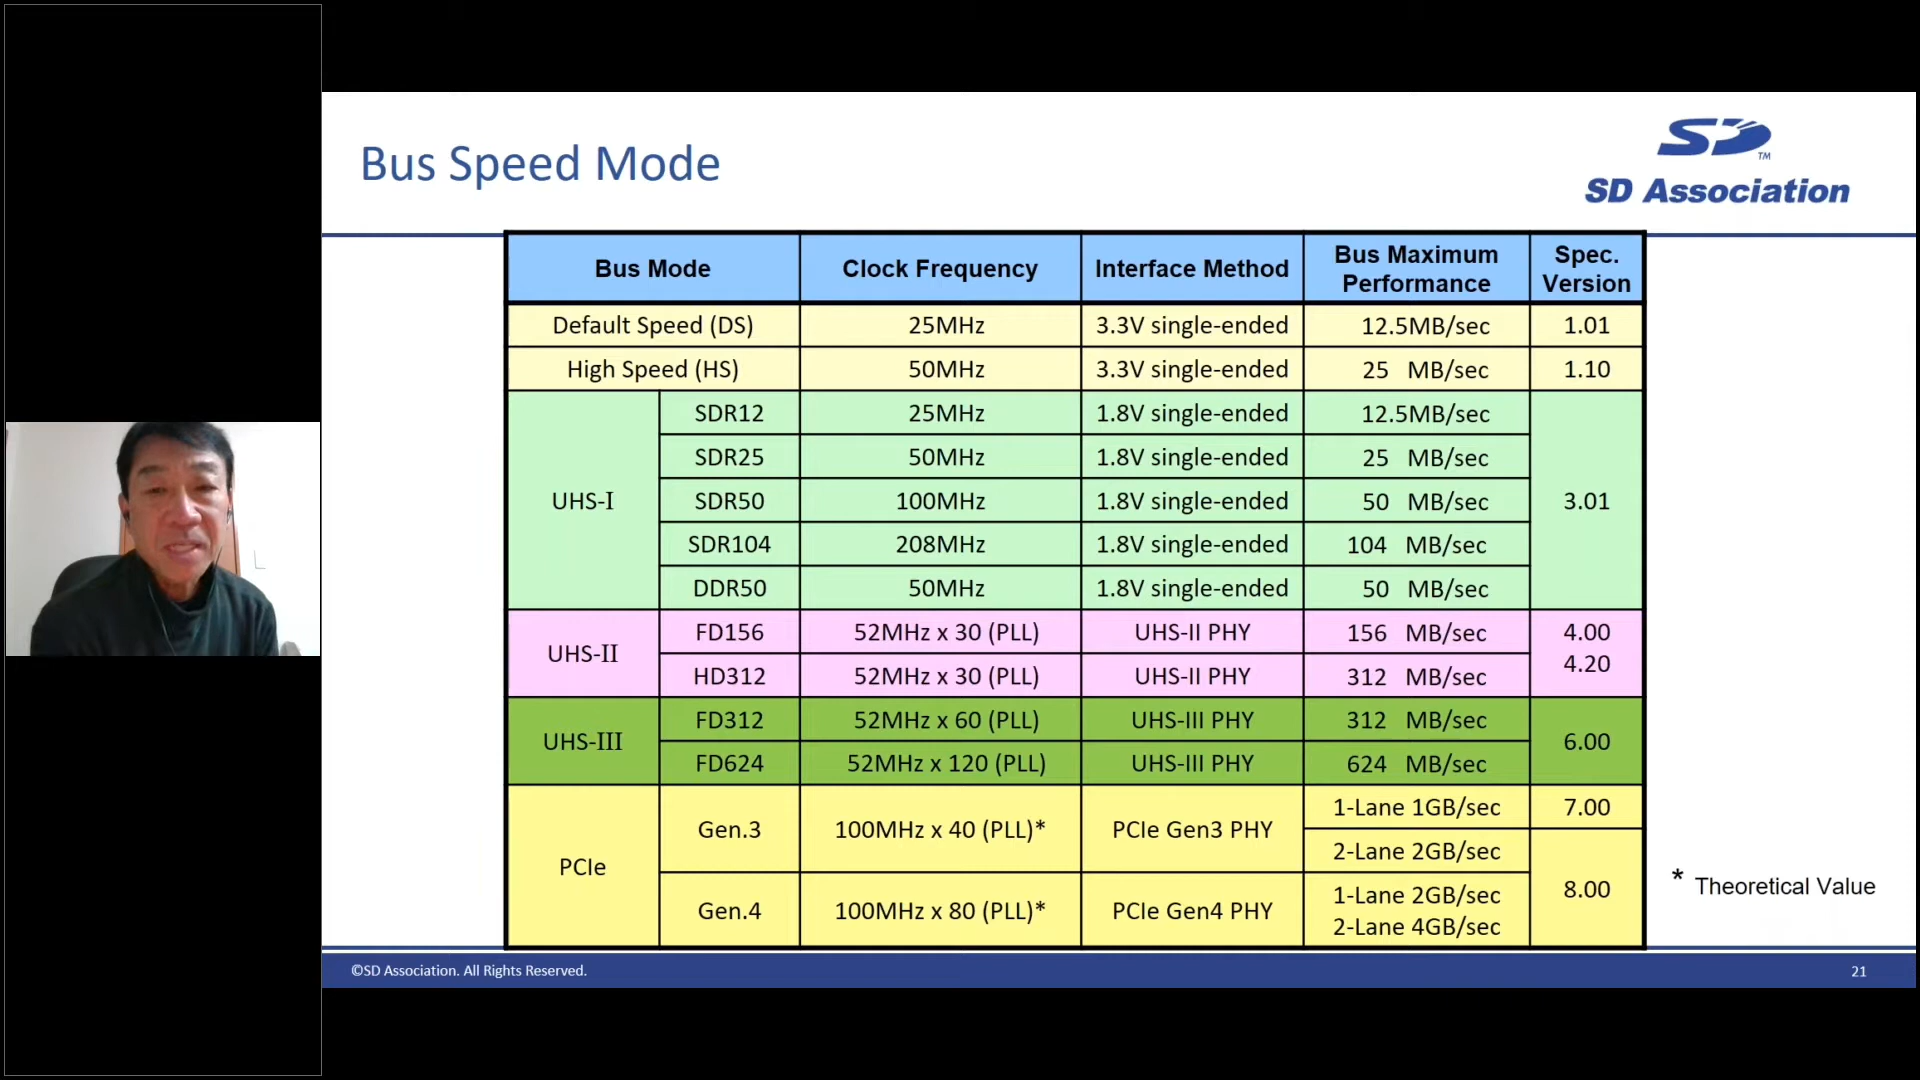 Bus Speed Mode
SD TM
SD Association
Bus Mode Clock Frequency Interface Method Bus Maximum Performance Spec. Version
Default Speed (DS) 25MHz 3.3V single-ended 12.5MB/sec 1.01
High Speed (HS) 50MHz 3.3V single-ended 25 MB/sec 1.10
UHS-I SDR12 25MHz 1.8V single-ended 12.5MB/sec 3.01
SDR25 50MHz 1.8V single-ended 25 MB/sec
SDR50 100MHz 1.8V single-ended 50 MB/sec
SDR104 208MHz 1.8V single-ended 104 MB/sec
DDR50 50MHz 1.8V single-ended 50 MB/sec
UHS-II FD156 52MHz x 30 (PLL) UHS-II PHY 156 MB/sec 4.00
HD312 52MHz x 30 (PLL) UHS-II PHY 312 MB/sec 4.20
UHS-III FD312 52MHz x 60 (PLL) UHS-III PHY 312 MB/sec 6.00
FD624 52MHz x 120 (PLL) UHS-III PHY 624 MB/sec
PCIe Gen.3 100MHz x 40 (PLL)* PCIe Gen3 PHY 1-Lane 1GB/sec 7.00
2-Lane 2GB/sec 8.00
Gen.4 100MHz x 80 (PLL)* PCIe Gen4 PHY 1-Lane 2GB/sec
2-Lane 4GB/sec
* Theoretical Value
©SD Association. All Rights Reserved.
21